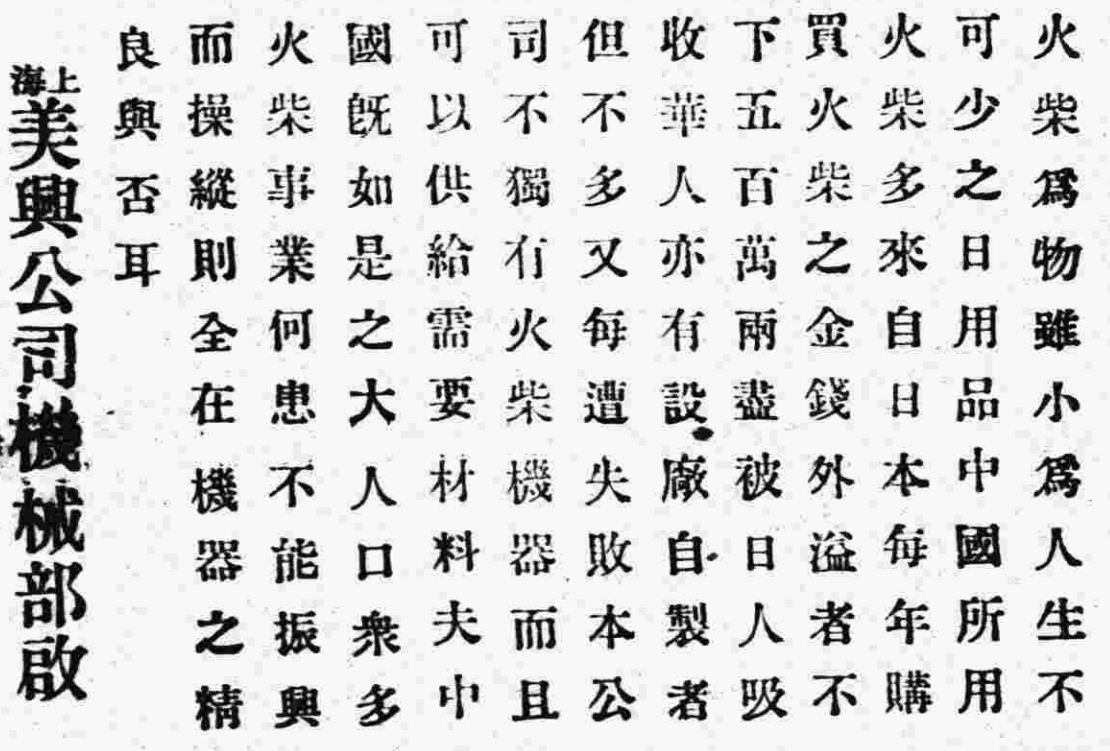 火柴爲物雖小爲人生不
可少之日用品中國所用
火柴多來自日本每年購
買火柴之金錢外溢者不
下五百萬兩盡被日人吸
收華人亦有設廠自製者
但不多又每遭失敗本公
司不獨有火柴機器而且
可以供給需要材料夫中
國旣如是之大人口衆多
火柴事業何患不能振興
而操縱則全在機器之精
良與否耳
上海美興公司機械部啟